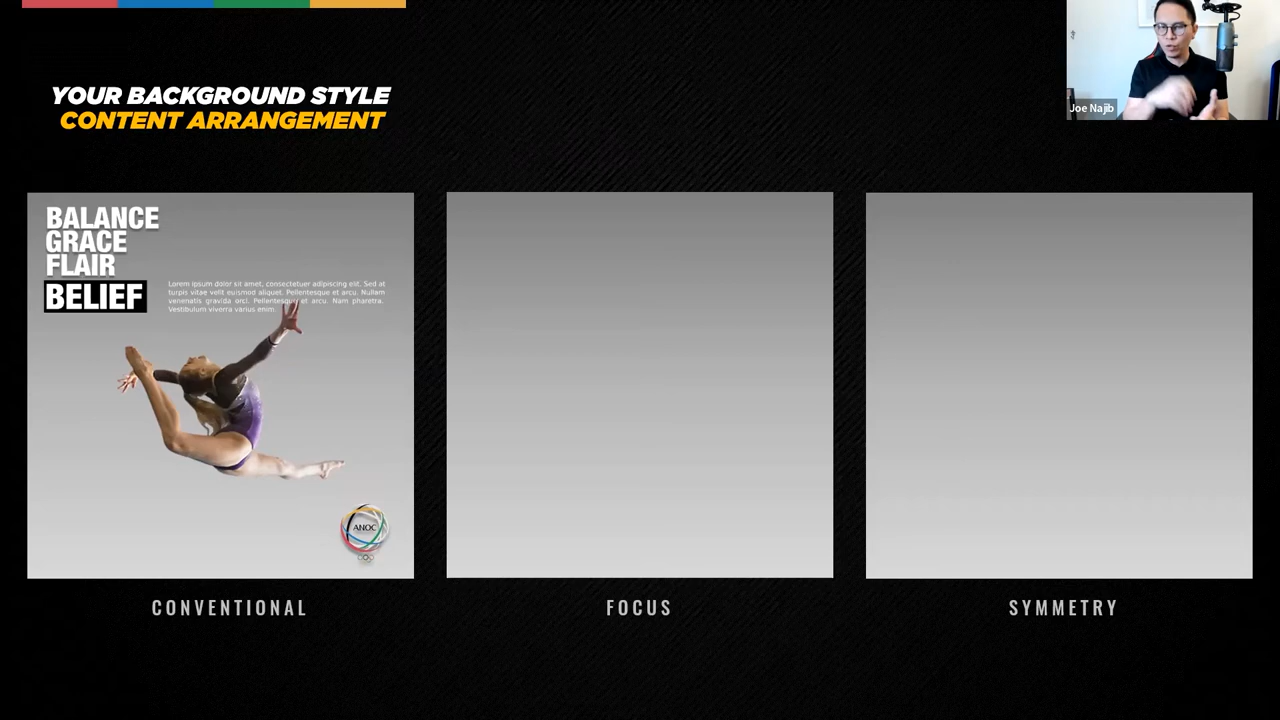 YOUR BACKGROUND STYLE
CONTENT ARRANGEMENT
Joe Najib
BALANCE
GRACE
FLAIR
BELIEF
Lorem ipsum dolor sit amet, consectetuer adipiscing elit. Sed at
turpis vitae velit euismod aliquet. Pellentesque et arcu. Nullam
venenatis gravida orci. Pellentesque et arcu. Nam pharetra.
Vestibulum viverra varius enim.
ANOC
CONVENTIONAL
FOCUS
SYMMETRY